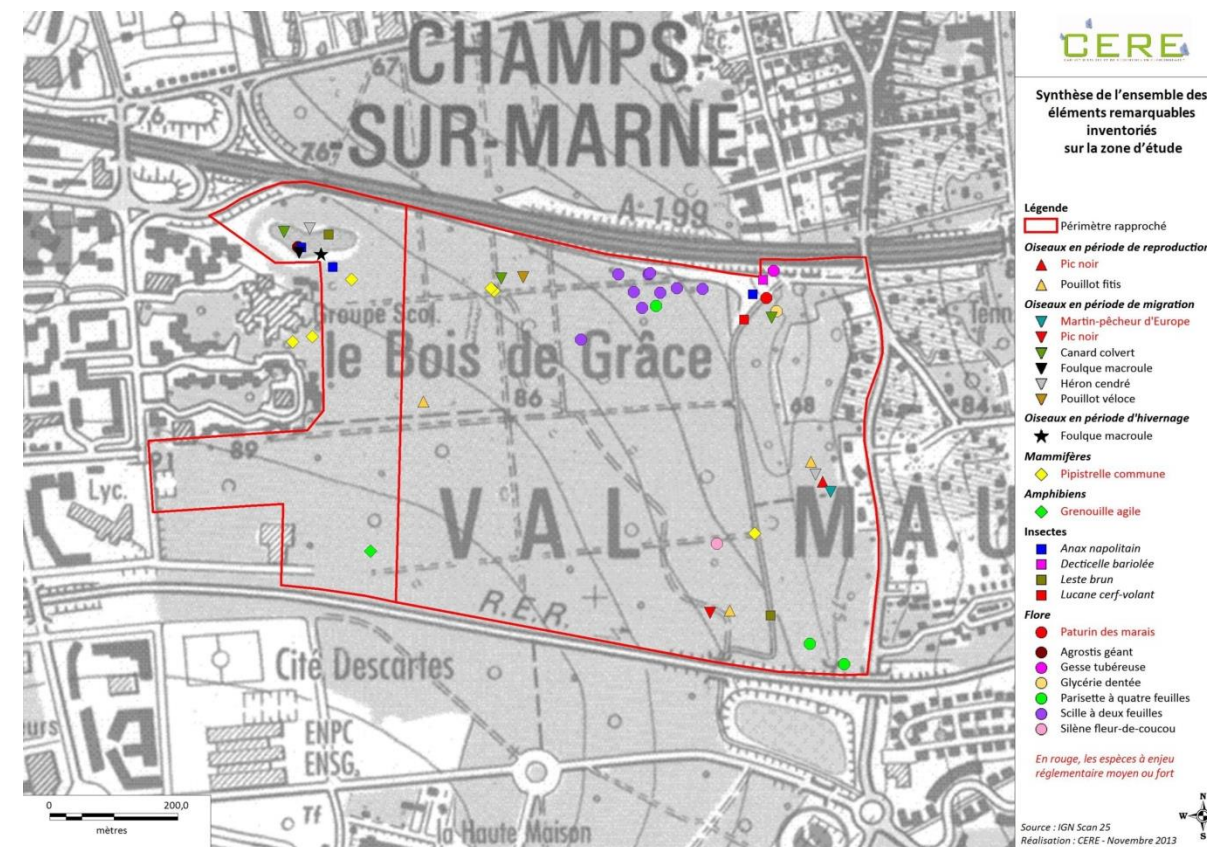 CHAMPS-
SUR-MARNE
76
76
A 199
Groupe Scol.
le Bois de Grâce
86
68
84
91
89
Lyc.
VAL MAU
R.E.R.
Cité Descartes
ENPC
ENSG
Tf
la Haute Maison
0 200,0
mètres
CERE
Synthèse de l'ensemble des
éléments remarquables
inventoriés
sur la zone d'étude
Légende
Périmètre rapproché
Oiseaux en période de reproduction
Pic noir
Pouillot fitis
Oiseaux en période de migration
Martin-pêcheur d'Europe
Pic noir
Canard colvert
Foulque macroule
Héron cendré
Pouillot véloce
Oiseaux en période d'hivernage
Foulque macroule
Mammifères
Pipistrelle commune
Amphibiens
Grenouille agile
Insectes
Anax napolitain
Decticelle bariolée
Leste brun
Lucane cerf-volant
Flore
Paturin des marais
Agrostis géant
Gesse tubéreuse
Glycérie dentée
Parisette à quatre feuilles
Scille à deux feuilles
Silène fleur-de-coucou
En rouge, les espèces à enjeu
réglementaire moyen ou fort
N
W
S
Source : IGN Scan 25
Réalisation : CERE - Novembre 2013